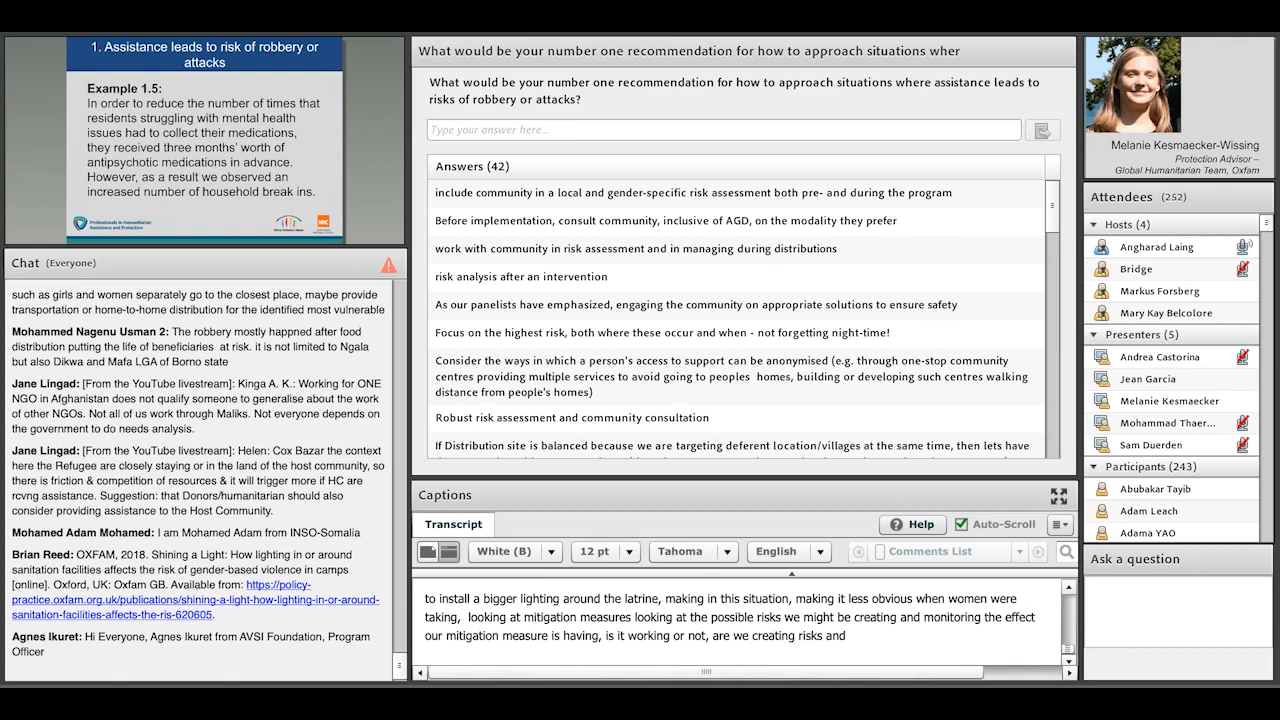 1. Assistance leads to risk of robbery or
attacks
Example 1.5:
In order to reduce the number of times that
residents struggling with mental health
issues had to collect their medications,
they received three months' worth of
antipsychotic medications in advance.
However, as a result we observed an
increased number of household break ins.
Professionals in Humanitarian
Assistance and Protection
NRC
Chat (Everyone)
such as girls and women separately go to the closest place, maybe provide
transportation or home-to-home distribution for the identified most vulnerable
Mohammed Nagenu Usman 2: The robbery mostly happned after food
distribution putting the life of beneficiaries at risk. it is not limited to Ngala
but also Dikwa and Mafa LGA of Borno state
Jane Lingad: [From the YouTube livestream]: Kinga A. K.: Working for ONE
NGO in Afghanistan does not qualify someone to generalise about the work
of other NGOs. Not all of us work through Maliks. Not everyone depends on
the government to do needs analysis.
Jane Lingad: [From the YouTube livestream]: Helen: Cox Bazar the context
here the Refugee are closely staying or in the land of the host community, so
there is friction & competition of resources & it will trigger more if HC are
rcvng assistance. Suggestion: that Donors/humanitarian should also
consider providing assistance to the Host Community.
Mohamed Adam Mohamed: I am Mohamed Adam from INSO-Somalia
Brian Reed: OXFAM, 2018. Shining a Light: How lighting in or around
sanitation facilities affects the risk of gender-based violence in camps
[online]. Oxford, UK: Oxfam GB. Available from: https://policy-
practice.oxfam.org.uk/publications/shining-a-light-how-lighting-in-or-around-
sanitation-facilities-affects-the-ris-620605.
Agnes Ikuret: Hi Everyone, Agnes Ikuret from AVSI Foundation, Program
Officer
What would be your number one recommendation for how to approach situations wher
What would be your number one recommendation for how to approach situations where assistance leads to
risks of robbery or attacks?
Type your answer here...
Answers (42)
include community in a local and gender-specific risk assessment both pre- and during the program
Before implementation consult community, inclusive of AGD, on the modality they prefer
work with community in risk assessment and in managing during distributions
risk analysis after an intervention
As our panelists have emphasized, engaging the community on appropriate solutions to ensure safety
Focus on the highest risk, both where these occur and when - not forgetting night-time!
Consider the ways in which a person's access to support can be anonymised (e.g. through one-stop community
centres providing multiple services to avoid going to peoples homes, building or developing such centres walking
distance from people's homes)
Robust risk assessment and community consultation
If Distribution site is balanced because we are targeting deferent location/villages at the same time, then lets have
Captions
Transcript
Help
Auto-Scroll
White (B)
12 pt
Tahoma
English
Comments List
to install a bigger lighting around the latrine, making in this situation, making it less obvious when women were
taking, looking at mitigation measures looking at the possible risks we might be creating and monitoring the effect
our mitigation measure is having, is it working or not, are we creating risks and
Melanie Kesmaecker-Wissing
Protection Advisor –
Global Humanitarian Team, Oxfam
Attendees (252)
Hosts (4)
Angharad Laing
Bridge
Markus Forsberg
Mary Kay Belcolore
Presenters (5)
Andrea Castorina
Jean Garcia
Melanie Kesmaecker
Mohammad Thaer...
Sam Duerden
Participants (243)
Abubakar Tayib
Adam Leach
Adama YAO
Ask a question